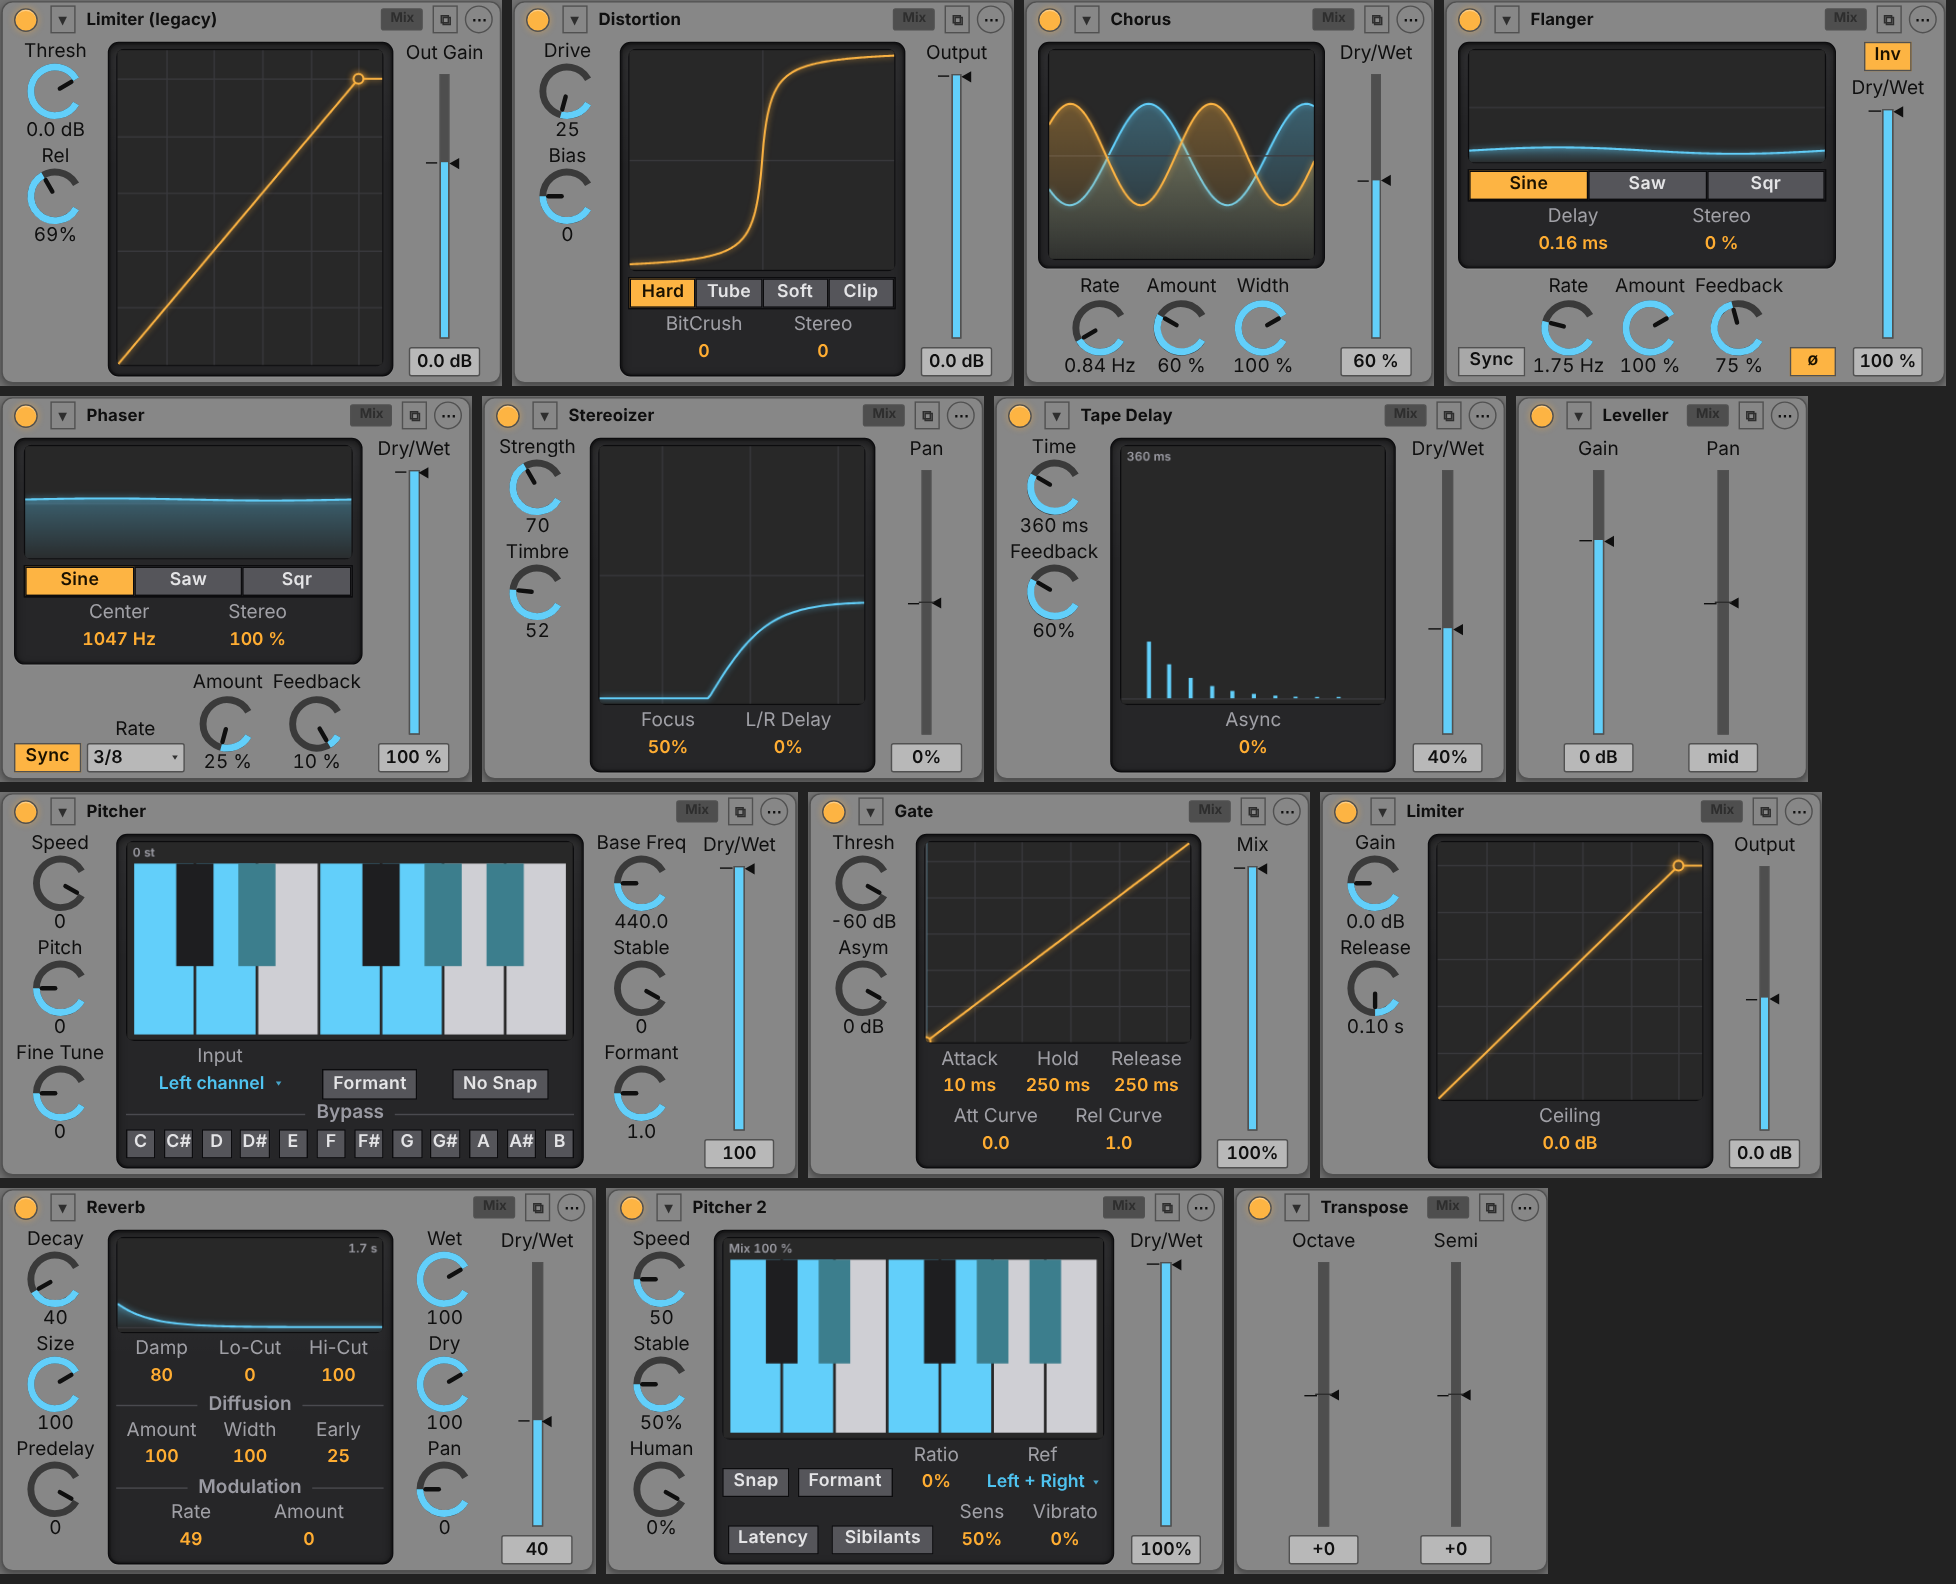 Limiter (legacy) Mix
Thresh
0.0 dB
Rel
69%
Out Gain
0.0 dB
Distortion Mix
Drive
25
Bias
0
Hard Tube Soft Clip
BitCrush Stereo
0 0
Output
0.0 dB
Chorus Mix
Rate Amount Width
0.84 Hz 60 % 100 %
Dry/Wet
60 %
Flanger Mix
Inv
Sine Saw Sqr
Delay Stereo
0.16 ms 0 %
Rate Amount Feedback
Sync 1.75 Hz 100 % 75 % ø
Dry/Wet
100 %
Phaser Mix
Sine Saw Sqr
Center Stereo
1047 Hz 100 %
Amount Feedback
Rate
Sync 3/8 25 % 10 %
Dry/Wet
100 %
Stereoizer Mix
Strength
70
Timbre
52
Focus L/R Delay
50% 0%
Pan
0%
Tape Delay Mix
Time
360 ms
Feedback
60%
360 ms
Async
0%
Dry/Wet
40%
Leveller Mix
Gain Pan
0 dB mid
Pitcher Mix
Speed
0
Pitch
0
Fine Tune
0
0 st
Input
Left channel Formant No Snap
Bypass
C C# D D# E F F# G G# A A# B
Base Freq
440.0
Stable
0
Formant
1.0
Dry/Wet
100
Gate Mix
Thresh
-60 dB
Asym
0 dB
Attack Hold Release
10 ms 250 ms 250 ms
Att Curve Rel Curve
0.0 1.0
Mix
100%
Limiter Mix
Gain
0.0 dB
Release
0.10 s
Ceiling
0.0 dB
Output
0.0 dB
Reverb Mix
Decay
40
Size
100
Predelay
0
1.7 s
Damp Lo-Cut Hi-Cut
80 0 100
Diffusion
Amount Width Early
100 100 25
Modulation
Rate Amount
49 0
Wet
100
Dry
100
Pan
0
Dry/Wet
40
Pitcher 2 Mix
Speed
50
Stable
50%
Human
0%
Mix 100 %
Ratio Ref
Snap Formant 0% Left + Right
Sens Vibrato
Latency Sibilants 50% 0%
Dry/Wet
100%
Transpose Mix
Octave Semi
+0 +0